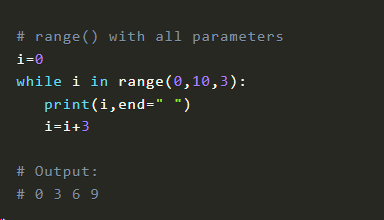 # range() with all parameters
i=0
while i in range(0,10,3):
   print(i,end=" ")
   i=i+3

# Output:
# 0 3 6 9